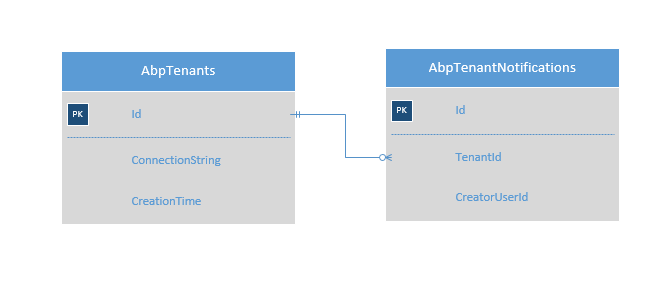 AbpTenants
PK
Id
ConnectionString
CreationTime
AbpTenantNotifications
PK
Id
TenantId
CreatorUserId